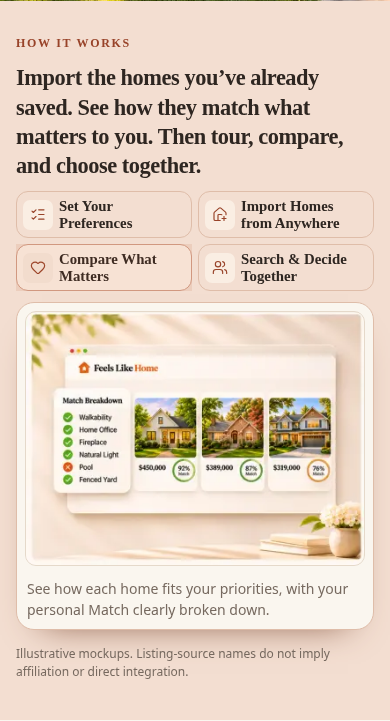 HOW IT WORKS
Import the homes you’ve already
saved. See how they match what
matters to you. Then tour, compare,
and choose together.
Set Your
Preferences
Import Homes
from Anywhere
Compare What
Matters
Search & Decide
Together
Feels Like Home
Match Breakdown
Walkability
Home Office
Fireplace
Natural Light
Pool
Fenced Yard
$450,000
92%
Match
$389,000
87%
Match
$319,000
76%
Match
See how each home fits your priorities, with your
personal Match clearly broken down.
Illustrative mockups. Listing-source names do not imply
affiliation or direct integration.